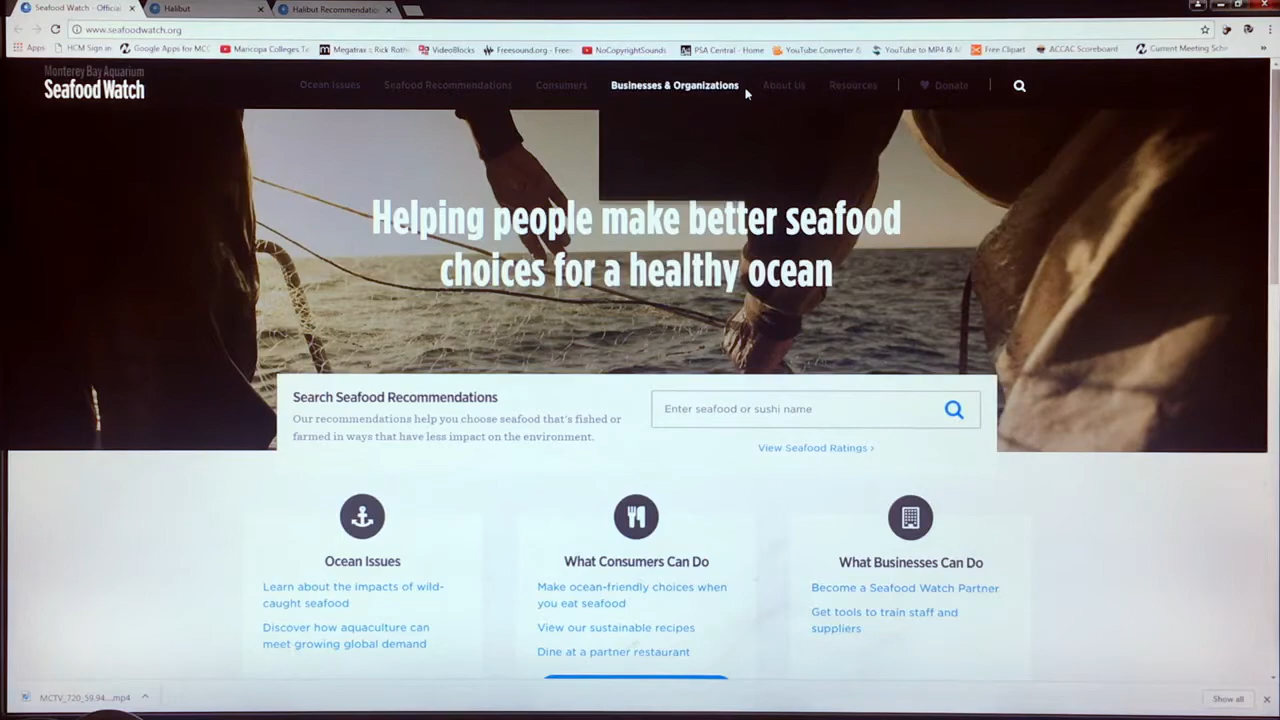 Seafood Watch - Official
Halibut
Halibut Recommendatio
www.seafoodwatch.org
Apps
HCM Sign in
Google Apps for MCC
Maricopa Colleges Te
Megatrax :: Rick Roth
VideoBlocks
Freesound.org - Free
NoCopyrightSounds
PSA Central - Home
YouTube Converter &
YouTube to MP4 & M
Free Clipart
ACCAC Scoreboard
Current Meeting Sche
Monterey Bay Aquarium
Seafood Watch
Ocean Issues
Seafood Recommendations
Consumers
Businesses & Organizations
About Us
Resources
Donate
Helping people make better seafood
choices for a healthy ocean
Search Seafood Recommendations
Our recommendations help you choose seafood that's fished or
farmed in ways that have less impact on the environment.
Enter seafood or sushi name
View Seafood Ratings ›
Ocean Issues
Learn about the impacts of wild-
caught seafood
Discover how aquaculture can
meet growing global demand
What Consumers Can Do
Make ocean-friendly choices when
you eat seafood
View our sustainable recipes
Dine at a partner restaurant
What Businesses Can Do
Become a Seafood Watch Partner
Get tools to train staff and
suppliers
MCTV_720_59.94....mp4
Show all